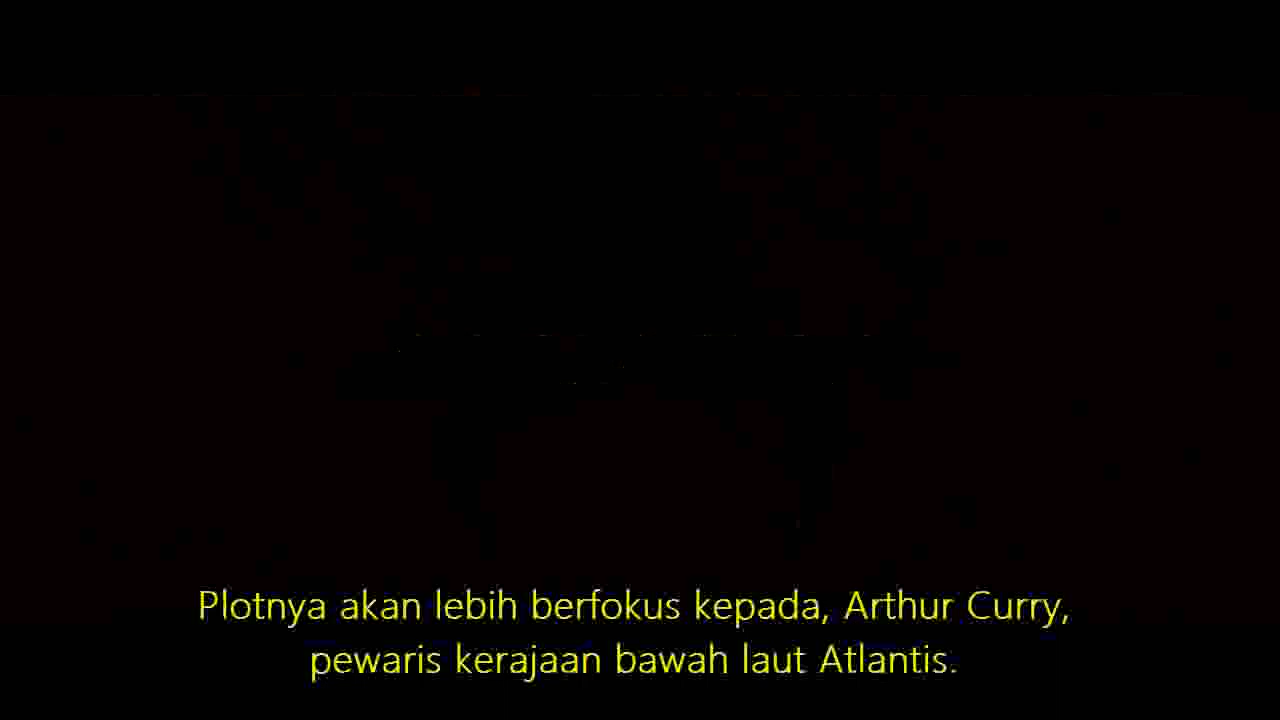 Plotnya akan lebih berfokus kepada, Arthur Curry,
pewaris kerajaan bawah laut Atlantis.